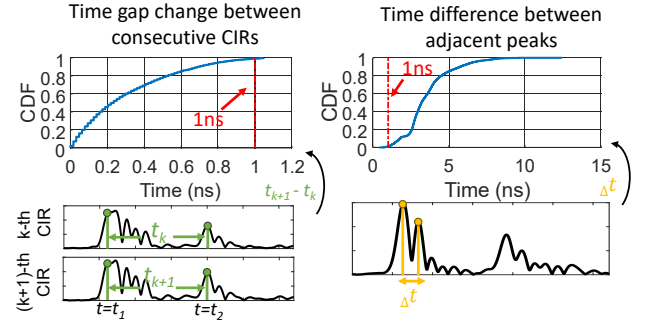 Time gap change between
consecutive CIRs
CDF
1
0.8
0.6
0.4
0.2
0
1ns
0 0.2 0.4 0.6 0.8 1 1.2
Time (ns)
t_{k+1} - t_k
k-th
CIR
t_k
(k+1)-th
CIR
t_{k+1}
t=t_1
t=t_2
Time difference between
adjacent peaks
CDF
1
0.8
0.6
0.4
0.2
0
1ns
0 5 10 15
Time (ns)
Δt
Δt